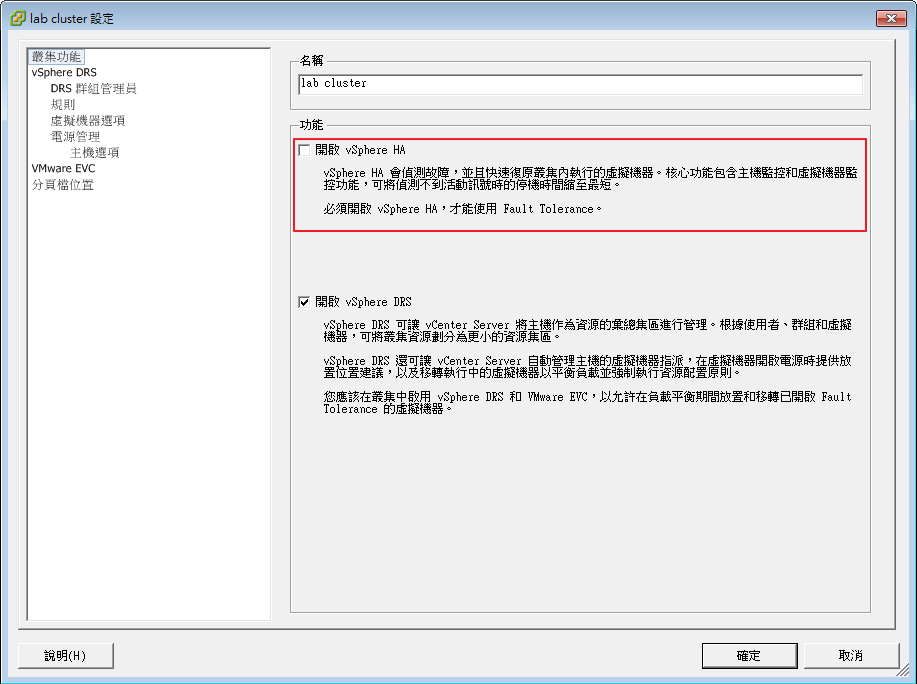 lab cluster 設定
叢集功能
vSphere DRS
DRS 群組管理員
規則
虛擬機器選項
電源管理
主機選項
VMware EVC
分頁檔位置
名稱
lab cluster
功能
開啟 vSphere HA
vSphere HA 會偵測故障，並且快速復原叢集內執行的虛擬機器。核心功能包含主機監控和虛擬機器監
控功能，可將偵測不到活動訊號時的停機時間縮至最短。
必須開啟 vSphere HA，才能使用 Fault Tolerance。
開啟 vSphere DRS
vSphere DRS 可讓 vCenter Server 將主機作為資源的彙總集區進行管理。根據使用者、群組和虛擬
機器，可將叢集資源劃分為更小的資源集區。
vSphere DRS 還可讓 vCenter Server 自動管理主機的虛擬機器指派，在虛擬機器開啟電源時提供放
置位置建議，以及移轉執行中的虛擬機器以平衡負載並強制執行資源配置原則。
您應該在叢集中啟用 vSphere DRS 和 VMware EVC，以允許在負載平衡期間放置和移轉已開啟 Fault
Tolerance 的虛擬機器。
說明(H)
確定
取消